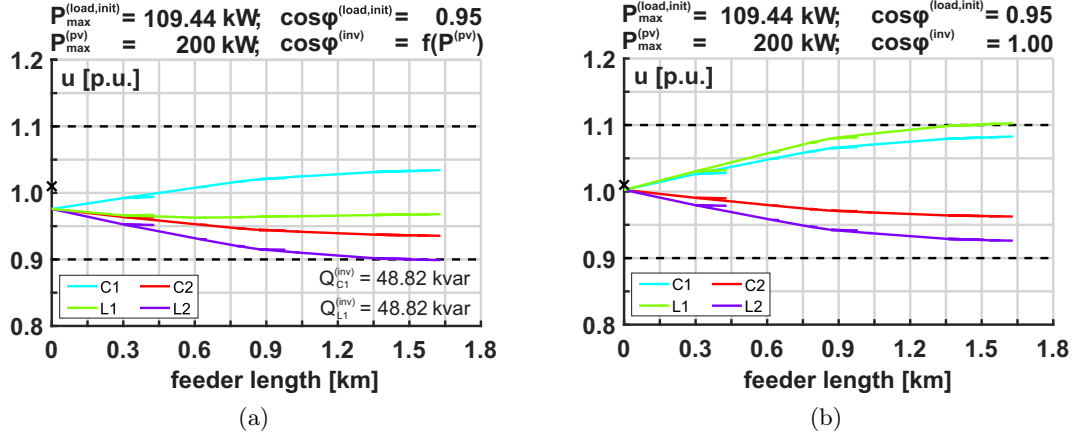 P_max^(load,init) = 109.44 kW; cosφ^(load,init) = 0.95
P_max^(pv) = 200 kW; cosφ^(inv) = f(P^(pv))
1.2
u [p.u.]
1.1
1.0
0.9
0.8
C1 C2
L1 L2
Q_C1^(inv) = 48.82 kvar
Q_L1^(inv) = 48.82 kvar
0 0.3 0.6 0.9 1.2 1.5 1.8
feeder length [km]
(a)
P_max^(load,init) = 109.44 kW; cosφ^(load,init) = 0.95
P_max^(pv) = 200 kW; cosφ^(inv) = 1.00
1.2
u [p.u.]
1.1
1.0
0.9
0.8
C1 C2
L1 L2
0 0.3 0.6 0.9 1.2 1.5 1.8
feeder length [km]
(b)